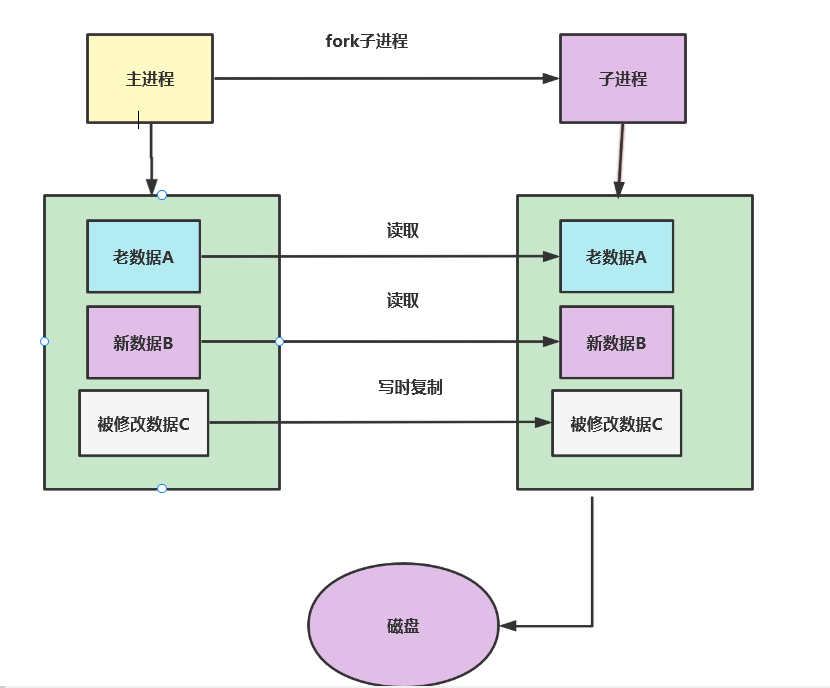 fork子进程
主进程
子进程
读取
老数据A
老数据A
读取
新数据B
新数据B
写时复制
被修改数据C
被修改数据C
磁盘